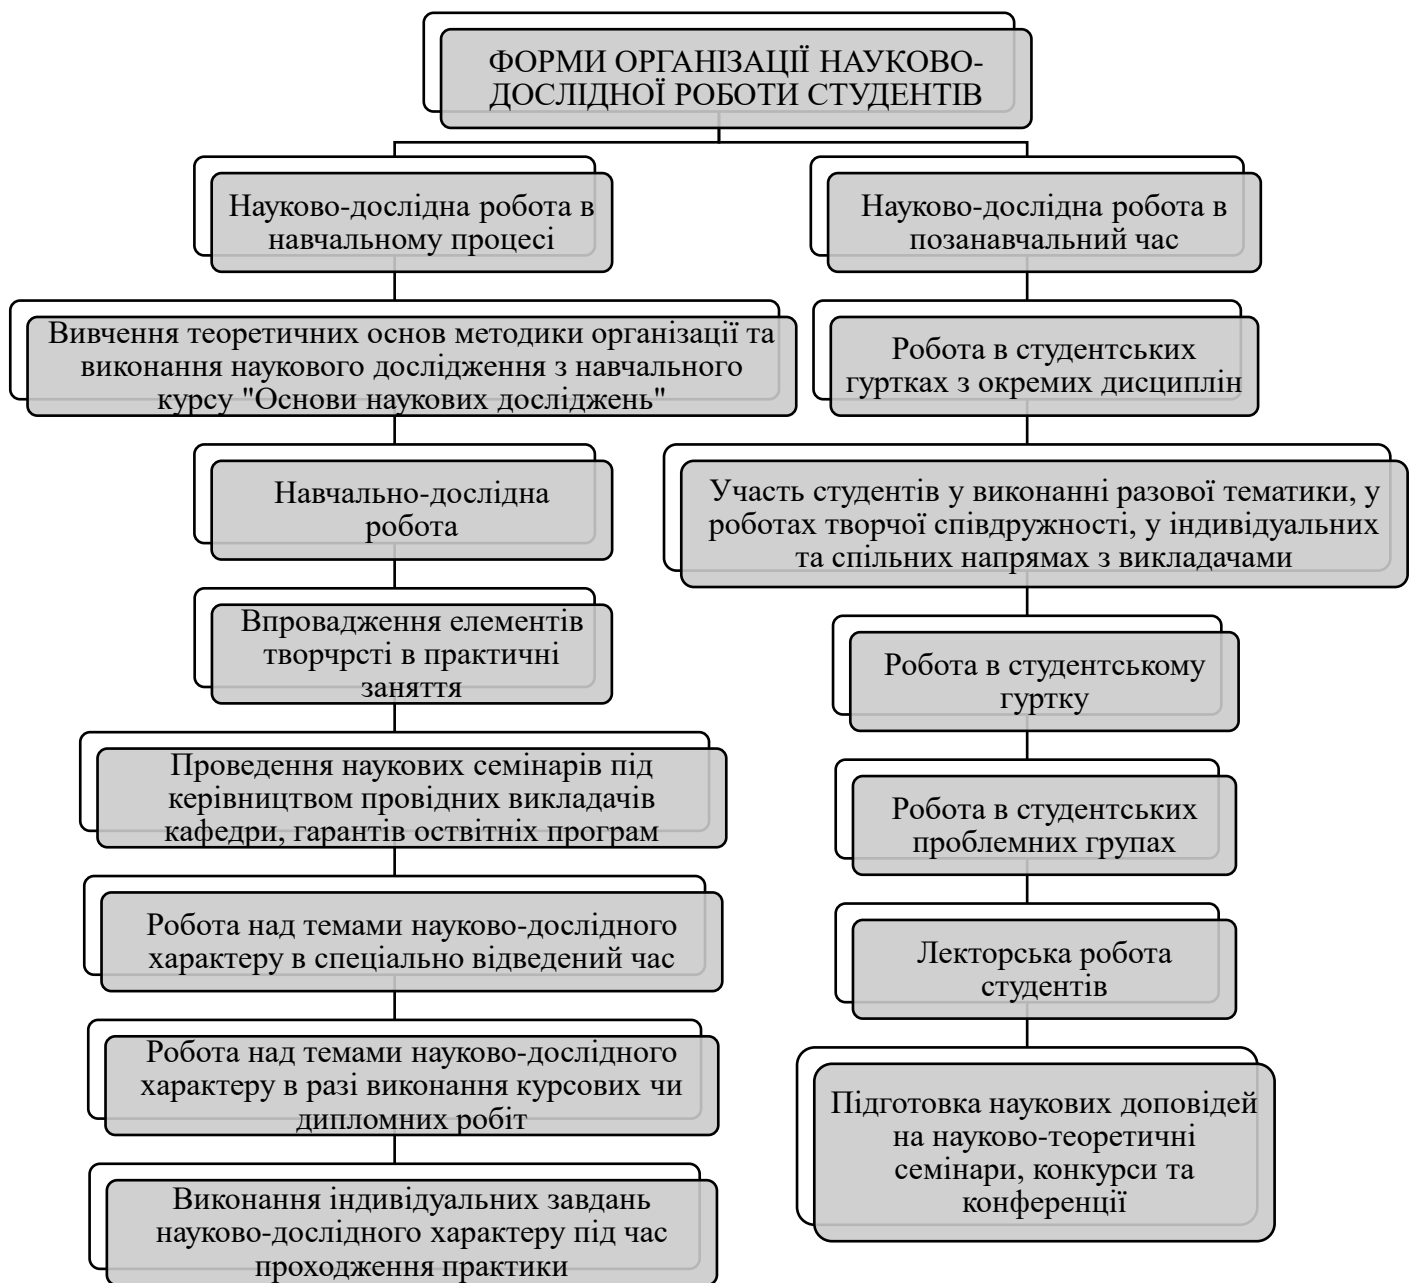 ФОРМИ ОРГАНІЗАЦІЇ НАУКОВО-
ДОСЛІДНОЇ РОБОТИ СТУДЕНТІВ
Науково-дослідна робота в
навчальному процесі
Вивчення теоретичних основ методики організації та
виконання наукового дослідження з навчального
курсу "Основи наукових досліджень"
Навчально-дослідна
робота
Впровадження елементів
творчрсті в практичні
заняття
Проведення наукових семінарів під
керівництвом провідних викладачів
кафедри, гарантів оствітніх програм
Робота над темами науково-дослідного
характеру в спеціально відведений час
Робота над темами науково-дослідного
характеру в разі виконання курсових чи
дипломних робіт
Виконання індивідуальних завдань
науково-дослідного характеру під час
проходження практики
Науково-дослідна робота в
позанавчальний час
Робота в студентських
гуртках з окремих дисциплін
Участь студентів у виконанні разової тематики, у
роботах творчої співдружності, у індивідуальних
та спільних напрямах з викладачами
Робота в студентському
гуртку
Робота в студентських
проблемних групах
Лекторська робота
студентів
Підготовка наукових доповідей
на науково-теоретичні
семінари, конкурси та
конференції